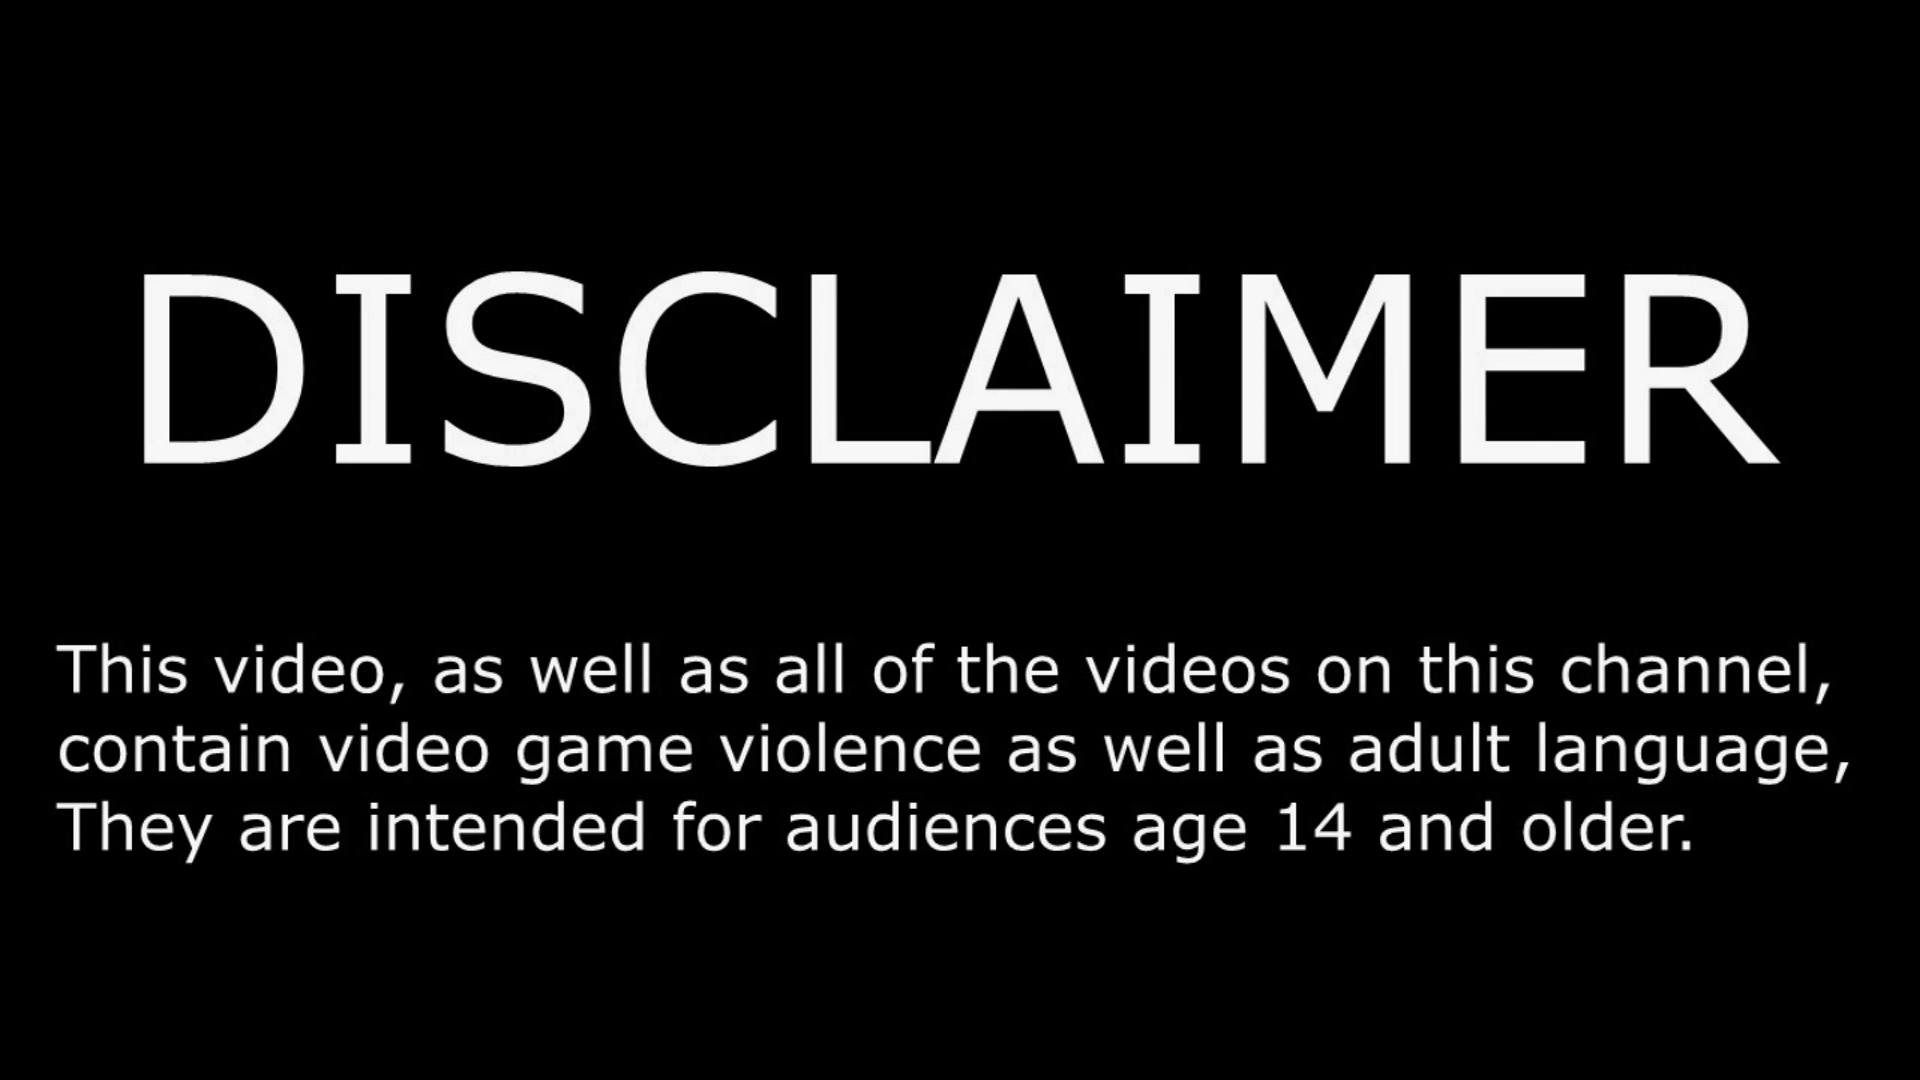 DISCLAIMER
This video, as well as all of the videos on this channel,
contain video game violence as well as adult language,
They are intended for audiences age 14 and older.